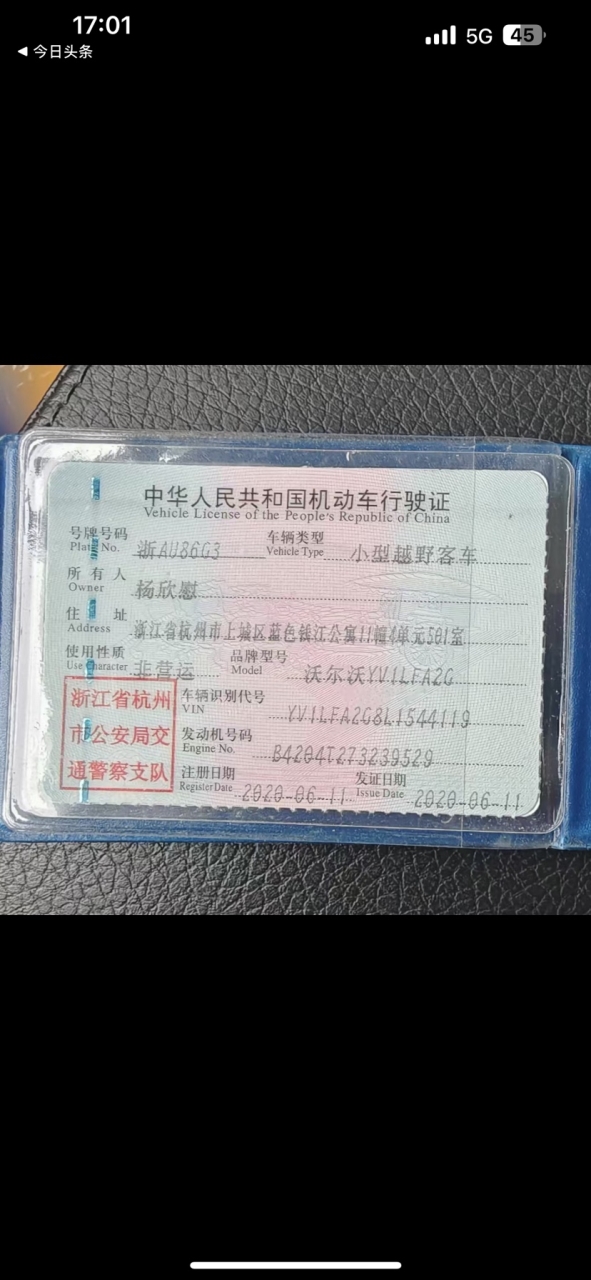 17:01
5G
45
◀ 今日头条
中华人民共和国机动车行驶证
Vehicle License of the People's Republic of China
号牌号码 浙AU86G3 车辆类型 小型越野客车
Plate No. Vehicle Type
所有人 杨欣慰
Owner
住址 浙江省杭州市上城区蓝色钱江公寓11幢 单元501室
Address
使用性质 非营运 品牌型号 沃尔沃YV1LFA2G
Use Character Model
浙江省杭州
市公安局交
通警察支队
车辆识别代号 YV1LFA2G8L1544119
VIN
发动机号码 B4204T273239529
Engine No.
注册日期 2020-06-11 发证日期 2020-06-11
Register Date Issue Date